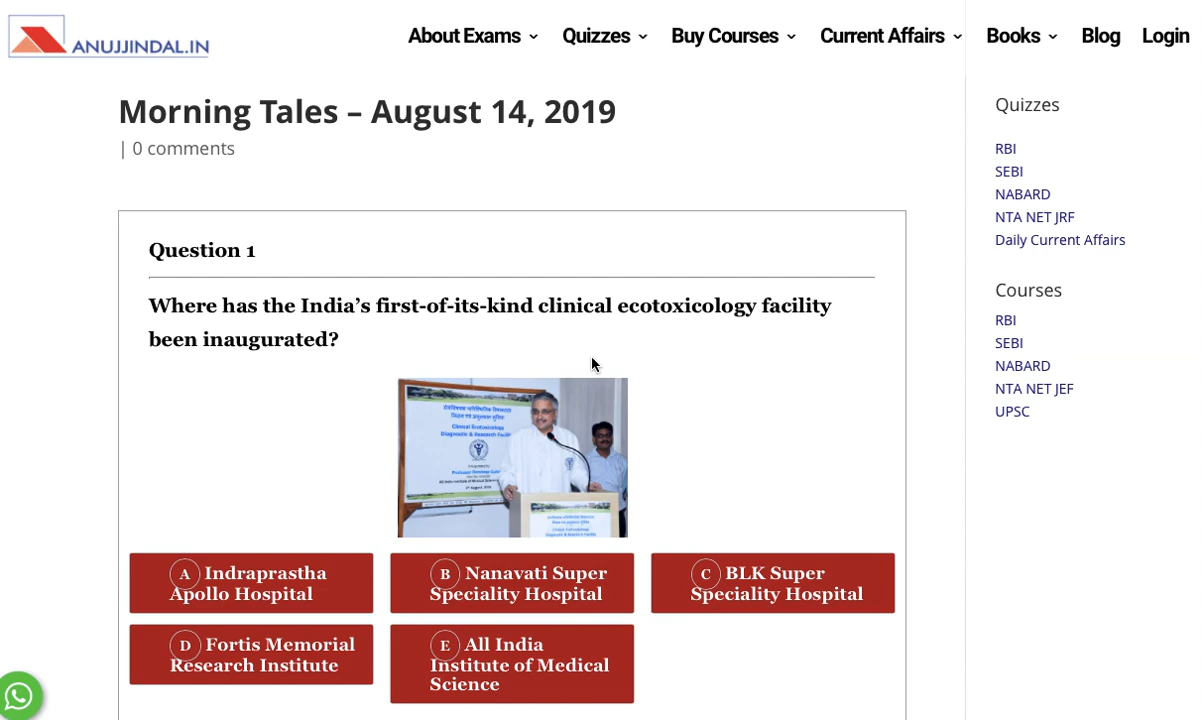 ANUJJINDAL.IN
About Exams
Quizzes
Buy Courses
Current Affairs
Books
Blog
Login
Morning Tales – August 14, 2019
| 0 comments
Question 1
Where has the India’s first-of-its-kind clinical ecotoxicology facility
been inaugurated?
Clinical Ecotoxicology
Diagnostic & Research Facility
A Indraprastha
Apollo Hospital
B Nanavati Super
Speciality Hospital
C BLK Super
Speciality Hospital
D Fortis Memorial
Research Institute
E All India
Institute of Medical
Science
Quizzes
RBI
SEBI
NABARD
NTA NET JRF
Daily Current Affairs
Courses
RBI
SEBI
NABARD
NTA NET JEF
UPSC